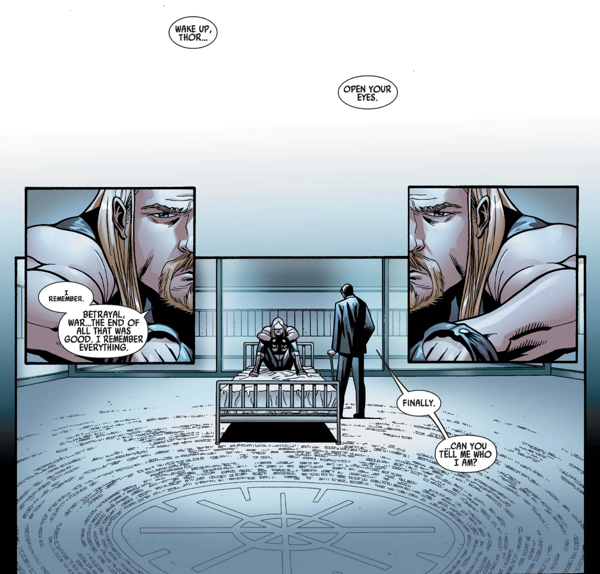 WAKE UP,
THOR...
OPEN YOUR
EYES.
I
REMEMBER.
BETRAYAL,
WAR...THE END OF
ALL THAT WAS
GOOD. I REMEMBER
EVERYTHING.
FINALLY.
...CAN YOU
TELL ME WHO
I AM?